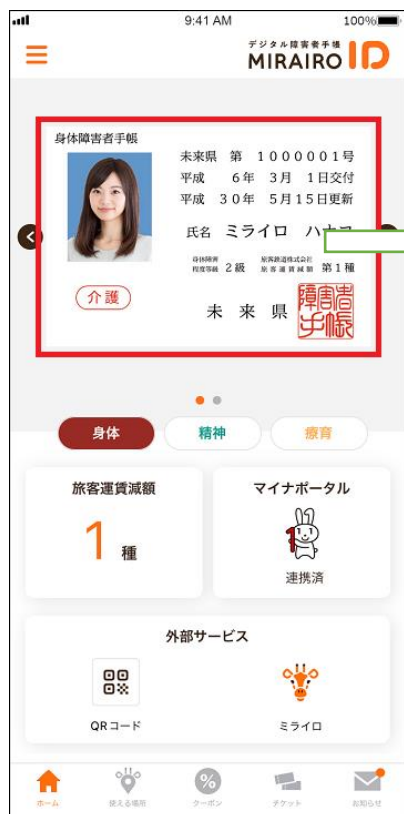 9:41 AM
100%
デジタル障害者手帳
MIRAIRO ID
身体障害者手帳
未来県 第 1000001号
平成 6年 3月 1日交付
平成 30年 5月15日更新
氏名 ミライロ ハナコ
身体障害程度等級 2級 旅客鉄道株式会社旅客運賃減額 第1種
介護
未来県
障害者手帳
身体
精神
療育
旅客運賃減額
マイナポータル
1種
連携済
外部サービス
QRコード
ミライロ
ホーム
使える場所
クーポン
チケット
お知らせ